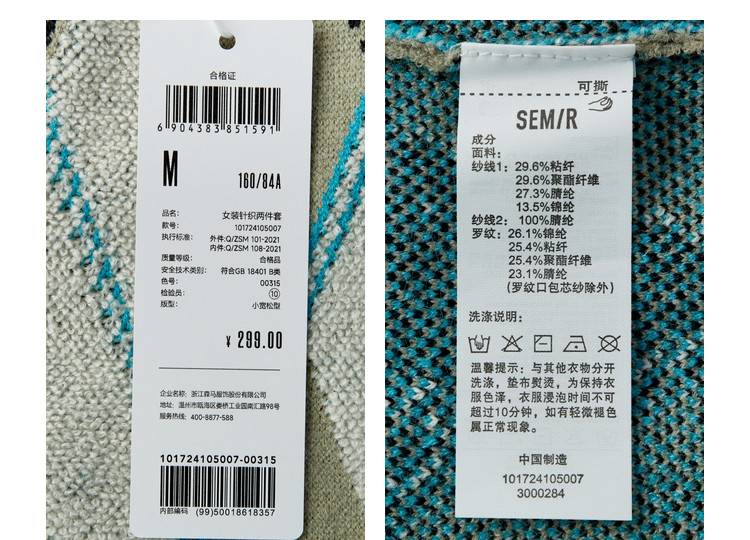 合格证
6 904383 851591
M
160/84A
品名： 女装针织两件套
款号： 101724105007
执行标准： 外件:Q/ZSM 101-2021
内件:Q/ZSM 108-2021
质量等级： 合格品
安全技术类别： 符合GB 18401 B类
色号： 00315
检验员： 10
版型： 小宽松型
¥ 299.00
企业名称：浙江森马服饰股份有限公司
地址：温州市瓯海区娄桥工业园南汇路98号
服务热线：400-8877-588
101724105007-00315
内部编码 (99)50018618357
可撕
SEM/R
成分
面料：
纱线1：29.6%粘纤
29.6%聚酯纤维
27.3%腈纶
13.5%锦纶
纱线2：100%腈纶
罗纹：26.1%锦纶
25.4%粘纤
25.4%聚酯纤维
23.1%腈纶
(罗纹口包芯纱除外)
洗涤说明：
温馨提示：与其他衣物分开
洗涤，垫布熨烫，为保持衣
服色泽，衣服浸泡时间不可
超过10分钟，如有轻微褪色
属正常现象。
中国制造
101724105007
3000284